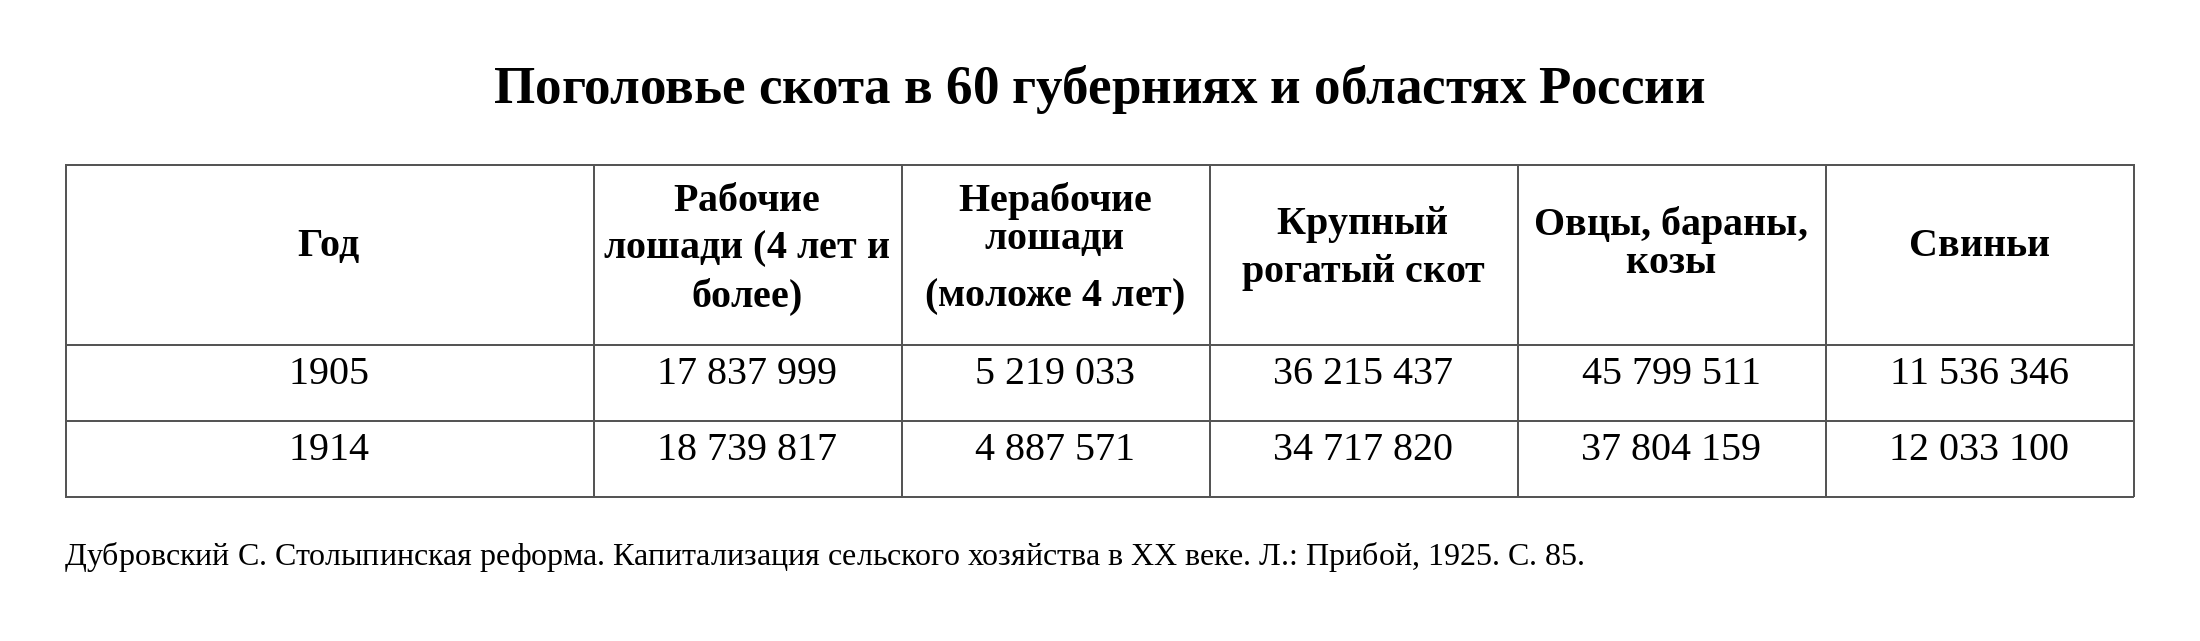 Поголовье скота в 60 губерниях и областях России
Год
Рабочие
лошади (4 лет и
более)
Нерабочие
лошади
(моложе 4 лет)
Крупный
рогатый скот
Овцы, бараны,
козы
Свиньи
1905 17 837 999 5 219 033 36 215 437 45 799 511 11 536 346
1914 18 739 817 4 887 571 34 717 820 37 804 159 12 033 100
Дубровский С. Столыпинская реформа. Капитализация сельского хозяйства в XX веке. Л.: Прибой, 1925. С. 85.